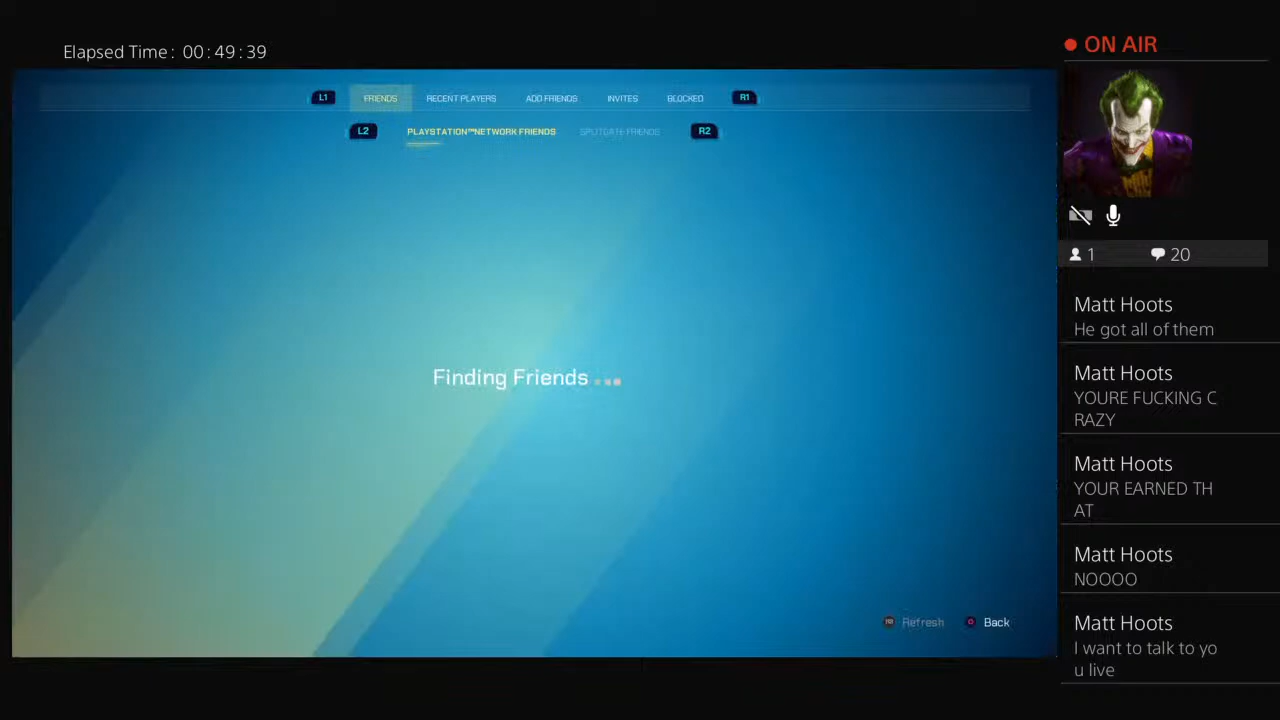 Elapsed Time: 00:49:39
ON AIR
L1 FRIENDS RECENT PLAYERS ADD FRIENDS INVITES BLOCKED R1
L2 PLAYSTATION™NETWORK FRIENDS SPLITGATE FRIENDS R2
1 20
Finding Friends ...
Refresh Back
Matt Hoots
He got all of them
Matt Hoots
YOURE FUCKING C
RAZY
Matt Hoots
YOUR EARNED TH
AT
Matt Hoots
NOOOO
Matt Hoots
I want to talk to yo
u live